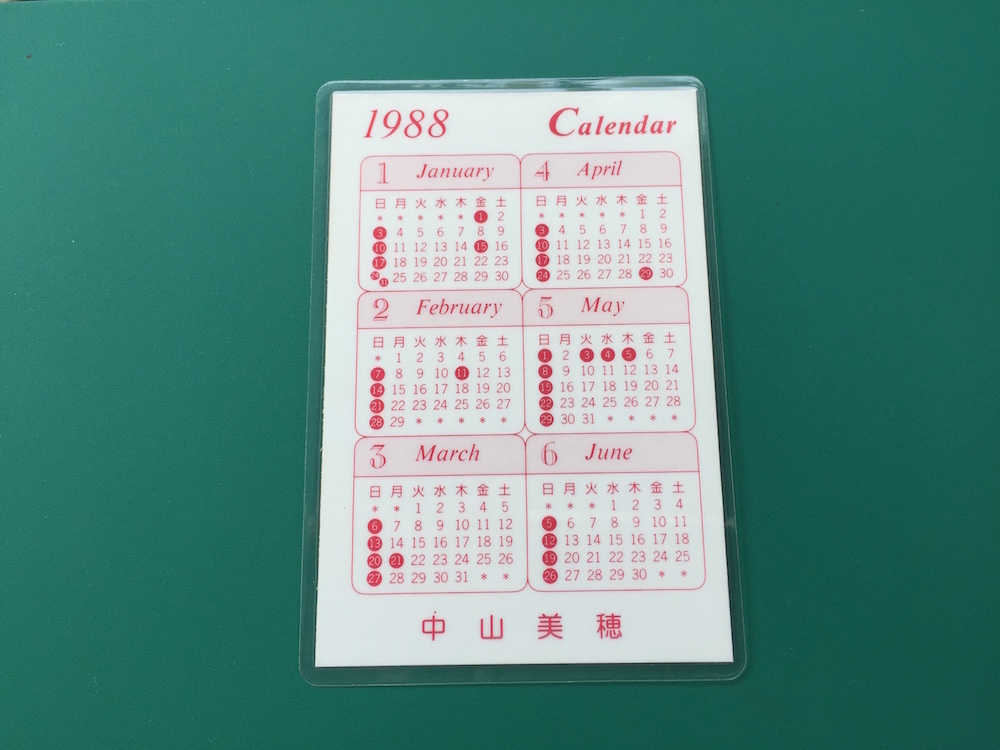 1988 Calendar
1 January
日 月 火 水 木 金 土
* * * * * 1 2
3 4 5 6 7 8 9
10 11 12 13 14 15 16
17 18 19 20 21 22 23
24 31 25 26 27 28 29 30
2 February
日 月 火 水 木 金 土
* 1 2 3 4 5 6
7 8 9 10 11 12 13
14 15 16 17 18 19 20
21 22 23 24 25 26 27
28 29 * * * * *
3 March
日 月 火 水 木 金 土
* * 1 2 3 4 5
6 7 8 9 10 11 12
13 14 15 16 17 18 19
20 21 22 23 24 25 26
27 28 29 30 31 * *
4 April
日 月 火 水 木 金 土
* * * * * 1 2
3 4 5 6 7 8 9
10 11 12 13 14 15 16
17 18 19 20 21 22 23
24 25 26 27 28 29 30
5 May
日 月 火 水 木 金 土
1 2 3 4 5 6 7
8 9 10 11 12 13 14
15 16 17 18 19 20 21
22 23 24 25 26 27 28
29 30 31 * * * *
6 June
日 月 火 水 木 金 土
* * * 1 2 3 4
5 6 7 8 9 10 11
12 13 14 15 16 17 18
19 20 21 22 23 24 25
26 27 28 29 30 * *
中山美穂